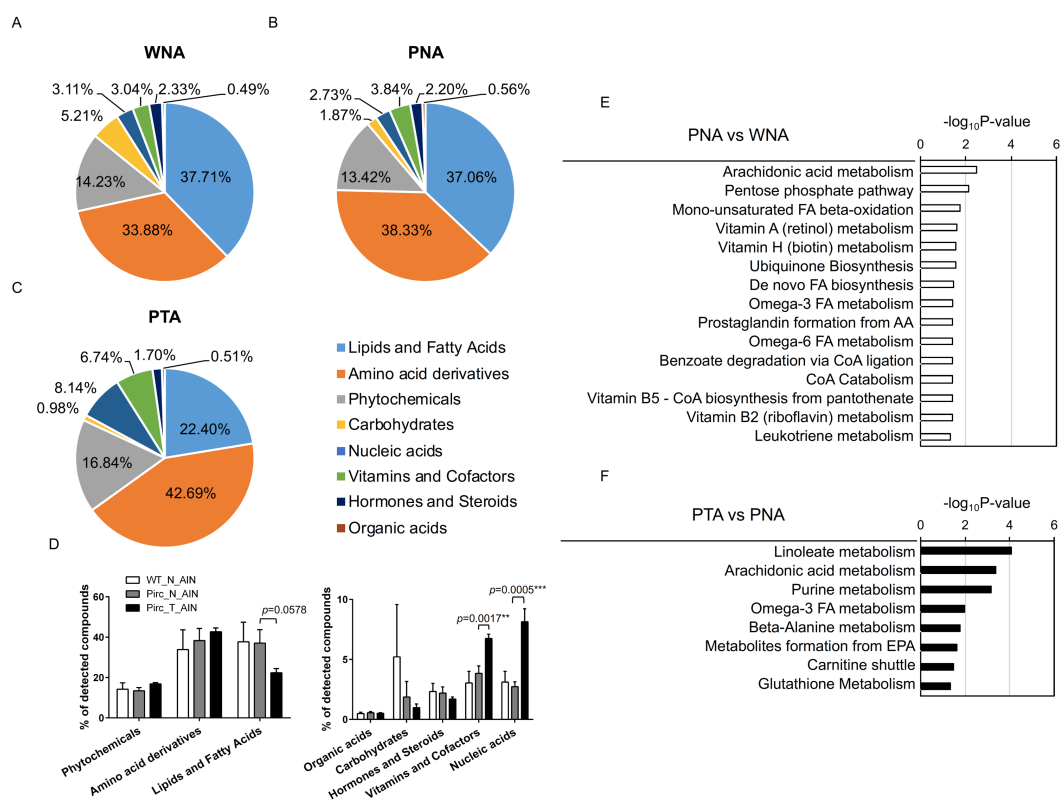 A
WNA
3.11%
3.04%
2.33%
0.49%
5.21%
14.23%
37.71%
33.88%
B
PNA
2.73%
3.84%
2.20%
0.56%
1.87%
13.42%
37.06%
38.33%
C
PTA
6.74%
1.70%
0.51%
8.14%
0.98%
16.84%
22.40%
42.69%
Lipids and Fatty Acids
Amino acid derivatives
Phytochemicals
Carbohydrates
Nucleic acids
Vitamins and Cofactors
Hormones and Steroids
Organic acids
D
% of detected compounds
60
40
20
0
WT_N_AIN
Pirc_N_AIN
Pirc_T_AIN
p=0.0578
Phytochemicals
Amino acid derivatives
Lipids and Fatty Acids
% of detected compounds
10
5
0
p=0.0017**
p=0.0005***
Organic acids
Carbohydrates
Hormones and Steroids
Vitamins and Cofactors
Nucleic acids
E
PNA vs WNA
-log10P-value
0 2 4 6
Arachidonic acid metabolism
Pentose phosphate pathway
Mono-unsaturated FA beta-oxidation
Vitamin A (retinol) metabolism
Vitamin H (biotin) metabolism
Ubiquinone Biosynthesis
De novo FA biosynthesis
Omega-3 FA metabolism
Prostaglandin formation from AA
Omega-6 FA metabolism
Benzoate degradation via CoA ligation
CoA Catabolism
Vitamin B5 - CoA biosynthesis from pantothenate
Vitamin B2 (riboflavin) metabolism
Leukotriene metabolism
F
PTA vs PNA
-log10P-value
0 2 4 6
Linoleate metabolism
Arachidonic acid metabolism
Purine metabolism
Omega-3 FA metabolism
Beta-Alanine metabolism
Metabolites formation from EPA
Carnitine shuttle
Glutathione Metabolism